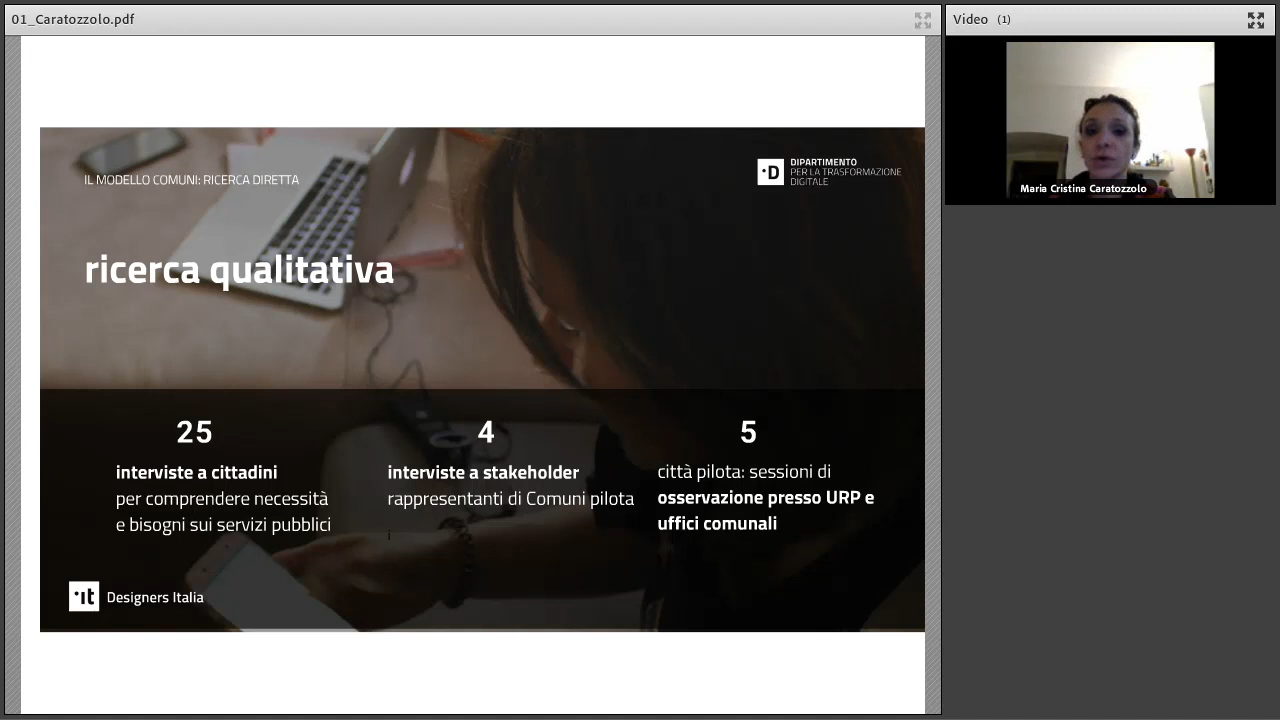 01_Caratozzolo.pdf
Video (1)
Maria Cristina Caratozzolo
IL MODELLO COMUNI: RICERCA DIRETTA
·D
DIPARTIMENTO
PER LA TRASFORMAZIONE
DIGITALE
ricerca qualitativa
25
interviste a cittadini
per comprendere necessità
e bisogni sui servizi pubblici
4
interviste a stakeholder
rappresentanti di Comuni pilota
i
5
città pilota: sessioni di
osservazione presso URP e
uffici comunali
·it
Designers Italia